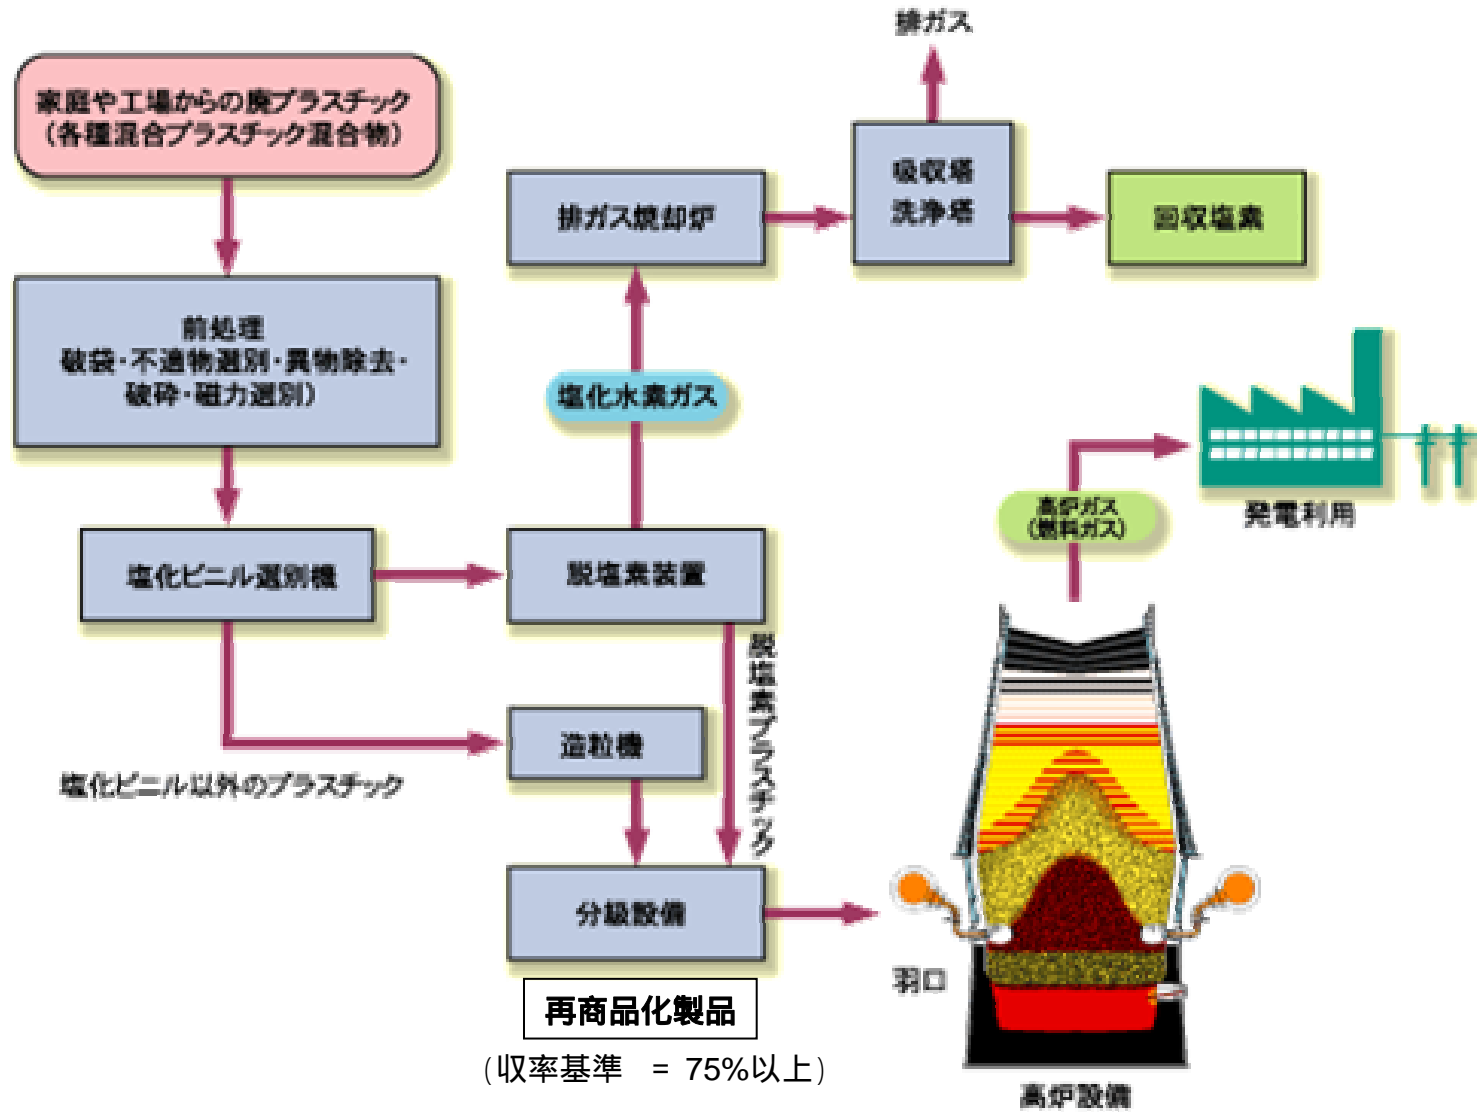 排ガス
家庭や工場からの廃プラスチック
（各種混合プラスチック混合物）
吸収塔
洗浄塔
排ガス焼却炉
回収塩素
前処理
破袋・不適物選別・異物除去・
破砕・磁力選別）
塩化水素ガス
高炉ガス
（燃料ガス）
発電利用
塩化ビニル選別機
脱塩素装置
脱塩素プラスチック
造粒機
塩化ビニル以外のプラスチック
分級設備
羽口
再商品化製品
（収率基準 = 75%以上）
高炉設備